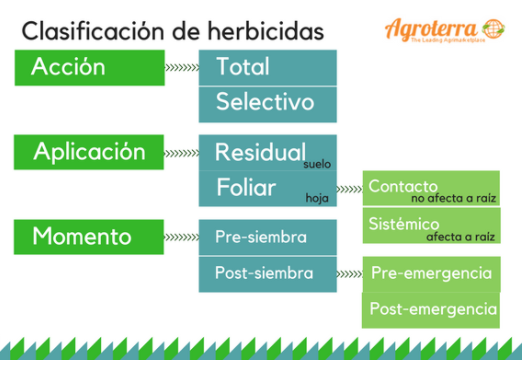 Clasificación de herbicidas
Agroterra
The Leading Agromarketplace
Acción
Total
Selectivo
Aplicación
Residual
suelo
Foliar
hoja
Contacto
no afecta a raíz
Sistémico
afecta a raíz
Momento
Pre-siembra
Post-siembra
Pre-emergencia
Post-emergencia